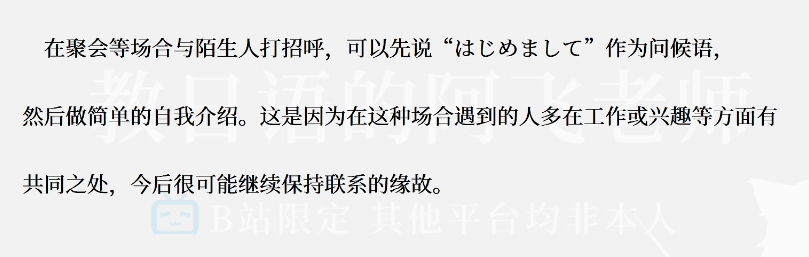 在聚会等场合与陌生人打招呼，可以先说“はじめまして”作为问候语，
然后做简单的自我介绍。这是因为在这种场合遇到的人多在工作或兴趣等方面有
共同之处，今后很可能继续保持联系的缘故。
教日语的阿飞老师
B站限定 其他平台均非本人